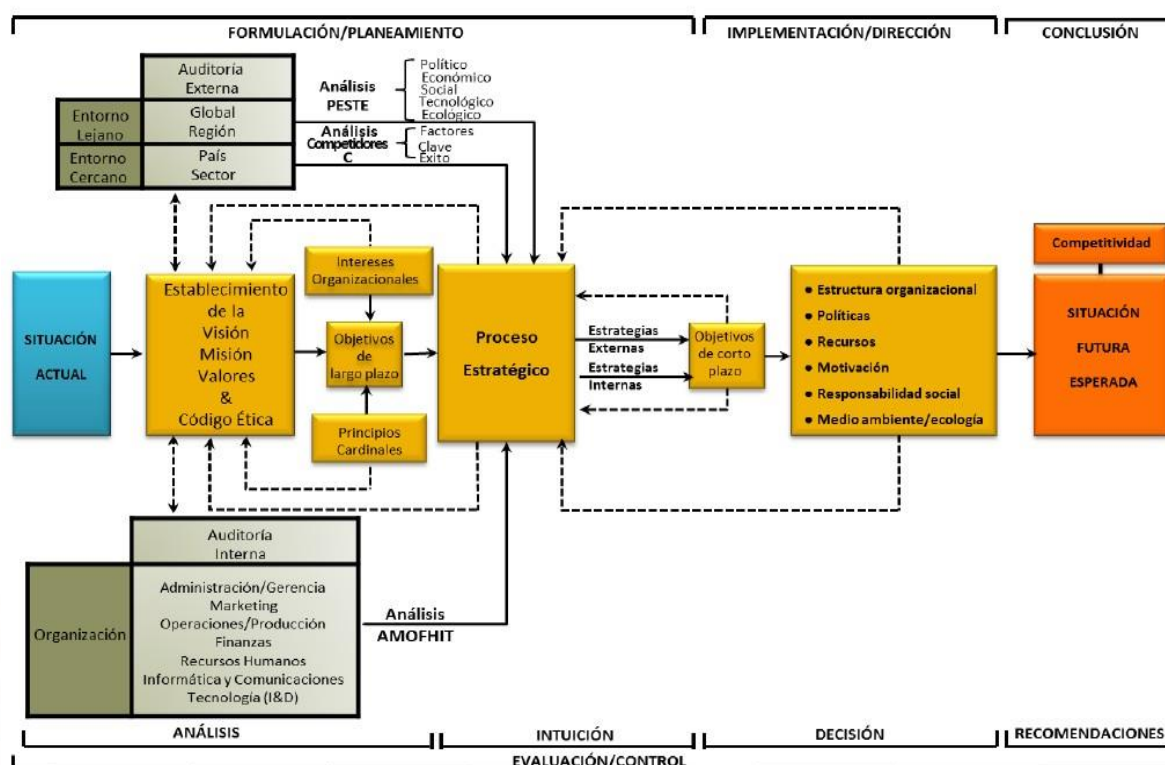 FORMULACIÓN/PLANEAMIENTO
IMPLEMENTACIÓN/DIRECCIÓN
CONCLUSIÓN
Auditoría
Externa
Entorno
Lejano
Global
Región
Entorno
Cercano
País
Sector
Análisis
PESTE
Político
Económico
Social
Tecnológico
Ecológico
Análisis
Competidores
C
Factores
Clave
Éxito
SITUACIÓN
ACTUAL
Establecimiento
de la
Visión
Misión
Valores
&
Código Ética
Intereses
Organizacionales
Objetivos
de
largo plazo
Principios
Cardinales
Proceso
Estratégico
Estrategias
Externas
Estrategias
Internas
Objetivos
de corto
plazo
• Estructura organizacional
• Políticas
• Recursos
• Motivación
• Responsabilidad social
• Medio ambiente/ecología
Competitividad
SITUACIÓN
FUTURA
ESPERADA
Auditoría
Interna
Organización
Administración/Gerencia
Marketing
Operaciones/Producción
Finanzas
Recursos Humanos
Informática y Comunicaciones
Tecnología (I&D)
Análisis
AMOFHIT
ANÁLISIS
INTUICIÓN
DECISIÓN
RECOMENDACIONES
EVALUACIÓN/CONTROL